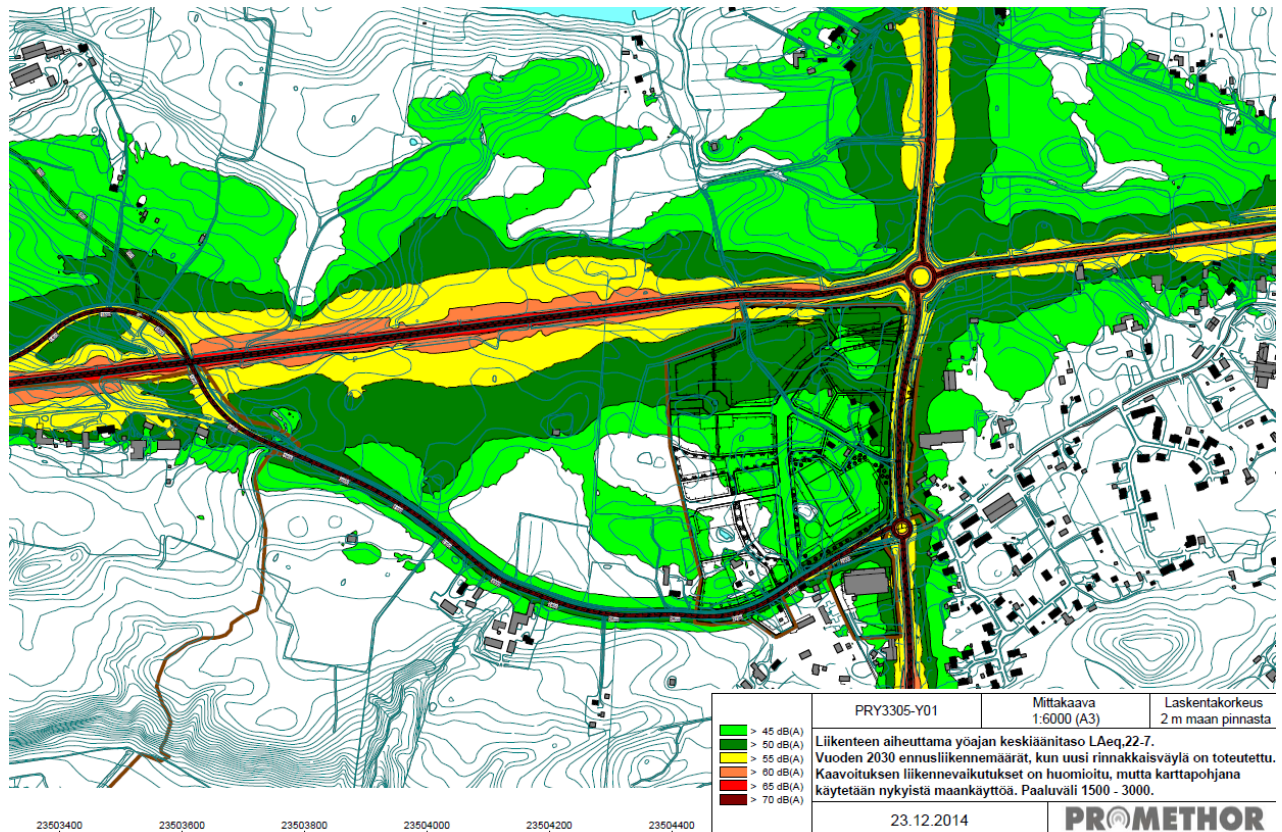 PRY3305-Y01
Mittakaava
1:6000 (A3)
Laskentakorkeus
2 m maan pinnasta
> 45 dB(A)
> 50 dB(A)
> 55 dB(A)
> 60 dB(A)
> 65 dB(A)
> 70 dB(A)
Liikenteen aiheuttama yöajan keskiäänitaso LAeq,22-7.
Vuoden 2030 ennusliikennemäärät, kun uusi rinnakkaisväylä on toteutettu.
Kaavoituksen liikennevaikutukset on huomioitu, mutta karttapohjana
käytetään nykyistä maankäyttöä. Paaluväli 1500 - 3000.
23.12.2014
PROMETHOR
23503400 23503600 23503800 23504000 23504200 23504400